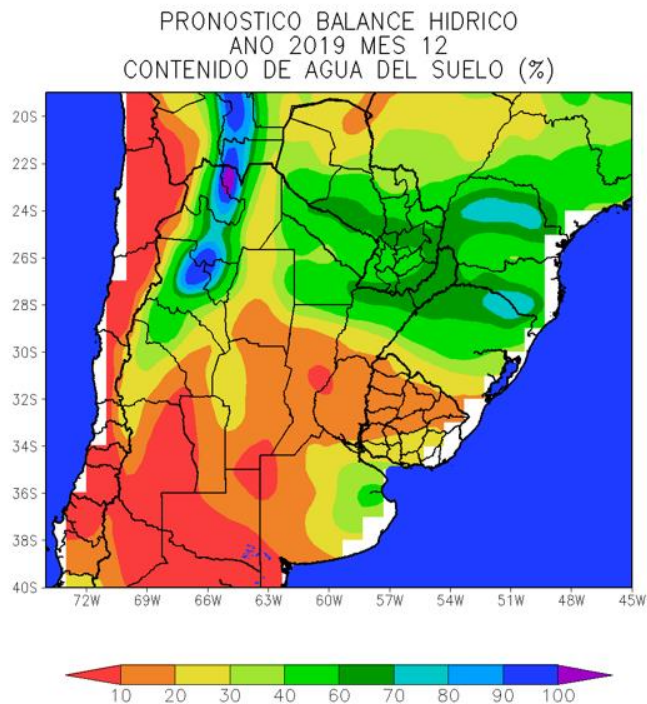 PRONOSTICO BALANCE HIDRICO
ANO 2019 MES 12
CONTENIDO DE AGUA DEL SUELO (%)
20S
22S
24S
26S
28S
30S
32S
34S
36S
38S
40S
72W 69W 66W 63W 60W 57W 54W 51W 48W 45W
10 20 30 40 60 70 80 90 100